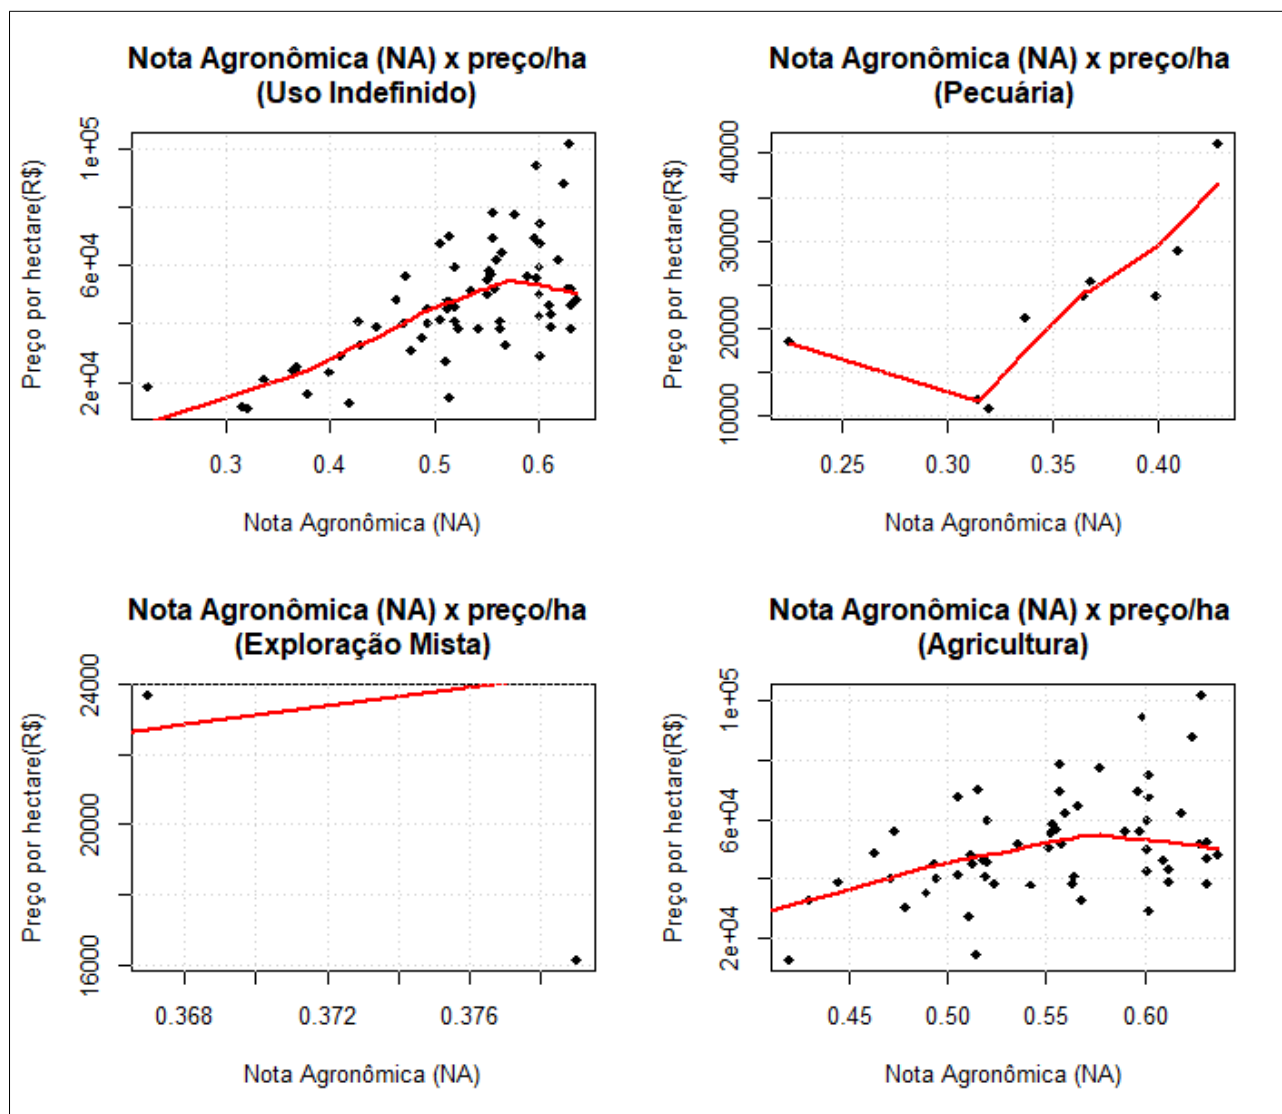 Nota Agronômica (NA) x preço/ha
(Uso Indefinido)
Preço por hectare(R$)
1e+05
6e+04
2e+04
0.3 0.4 0.5 0.6
Nota Agronômica (NA)
Nota Agronômica (NA) x preço/ha
(Pecuária)
Preço por hectare(R$)
40000
30000
20000
10000
0.25 0.30 0.35 0.40
Nota Agronômica (NA)
Nota Agronômica (NA) x preço/ha
(Exploração Mista)
Preço por hectare(R$)
24000
20000
16000
0.368 0.372 0.376
Nota Agronômica (NA)
Nota Agronômica (NA) x preço/ha
(Agricultura)
Preço por hectare(R$)
1e+05
6e+04
2e+04
0.45 0.50 0.55 0.60
Nota Agronômica (NA)